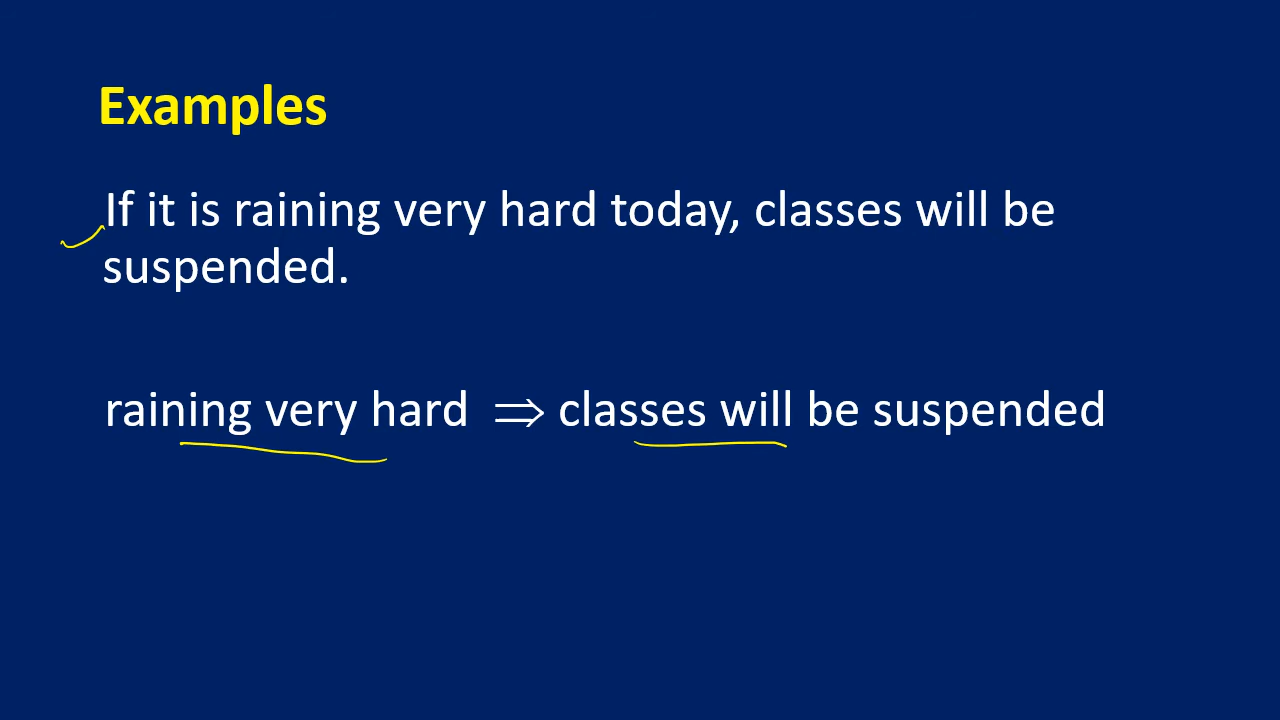 Examples
If it is raining very hard today, classes will be
suspended.
raining very hard ⇒ classes will be suspended